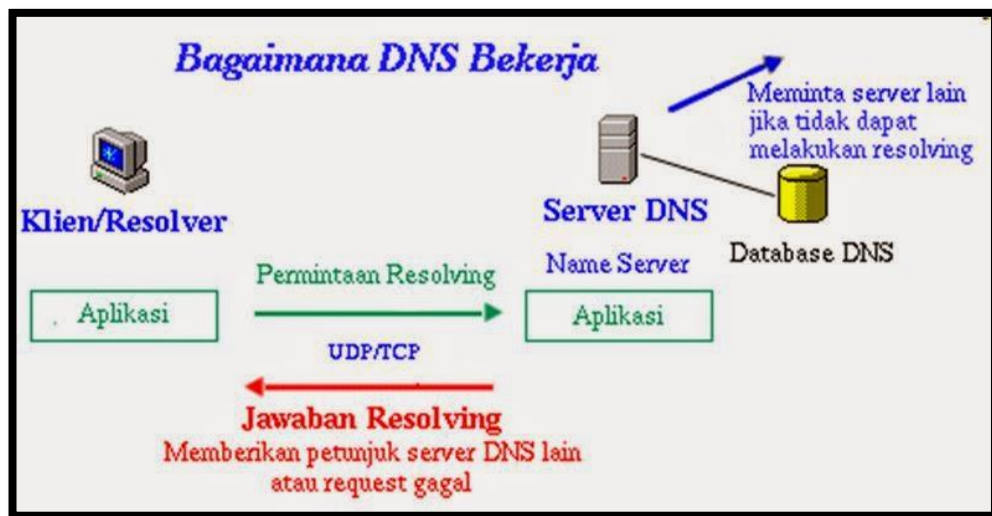 Bagaimana DNS Bekerja
Meminta server lain
jika tidak dapat
melakukan resolving
Klien/Resolver
Server DNS
Name Server
Database DNS
Permintaan Resolving
Aplikasi
Aplikasi
UDP/TCP
Jawaban Resolving
Memberikan petunjuk server DNS lain
atau request gagal